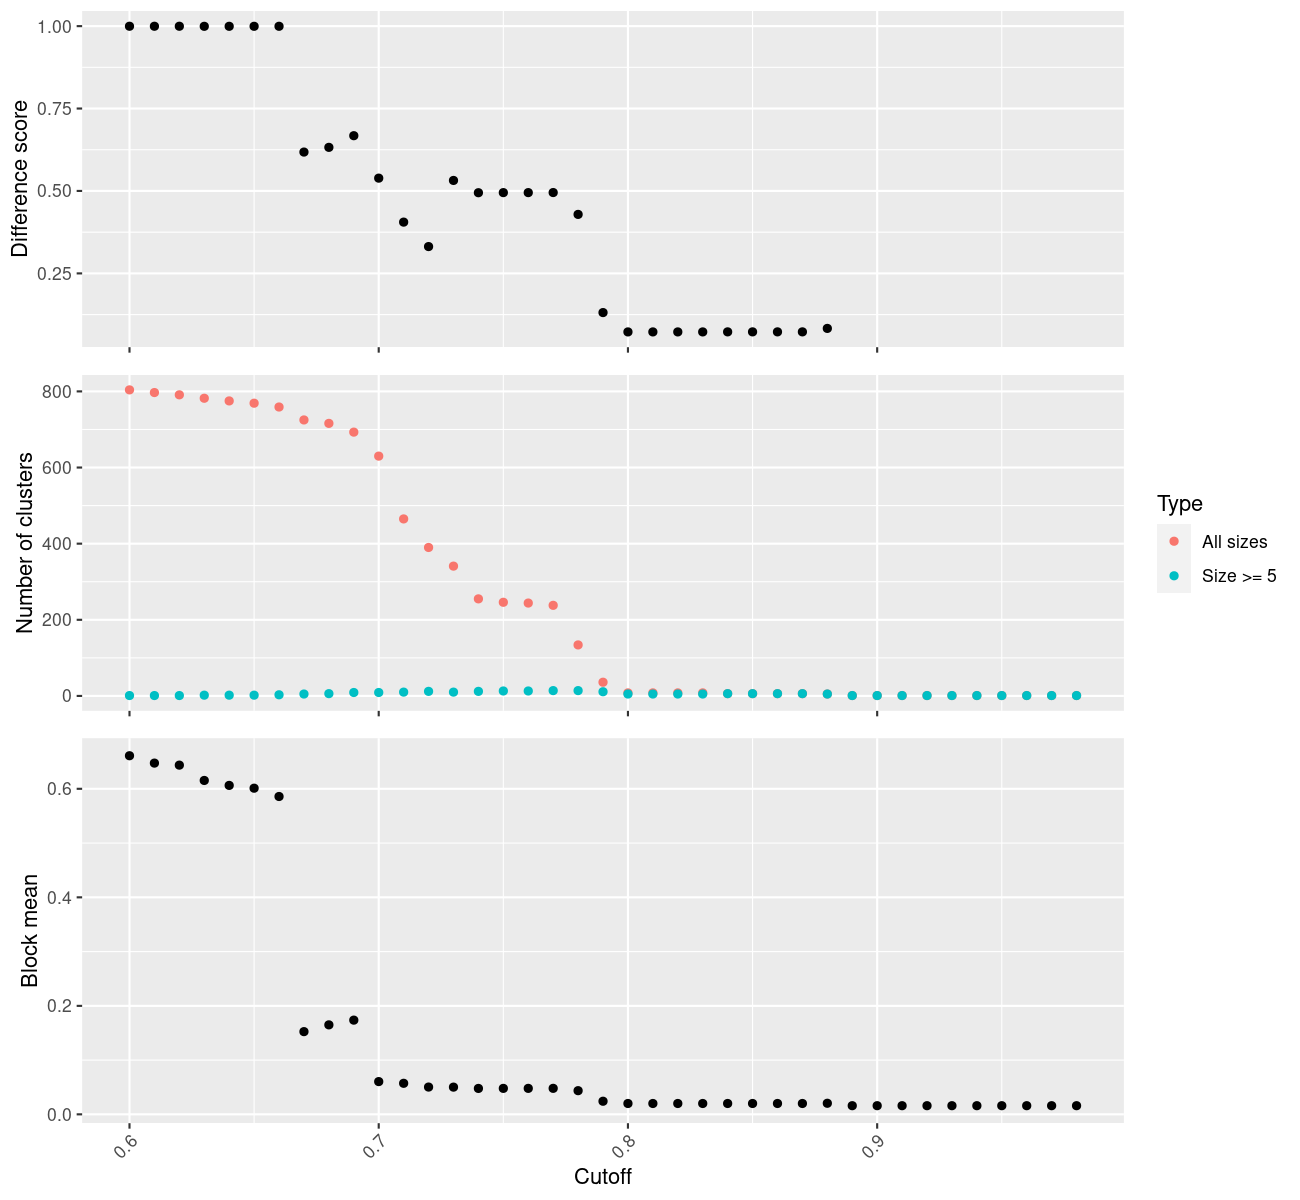 Difference score
1.00
0.75
0.50
0.25
Number of clusters
800
600
400
200
0
Type
All sizes
Size >= 5
Block mean
0.6
0.4
0.2
0.0
0.6 0.7 0.8 0.9
Cutoff